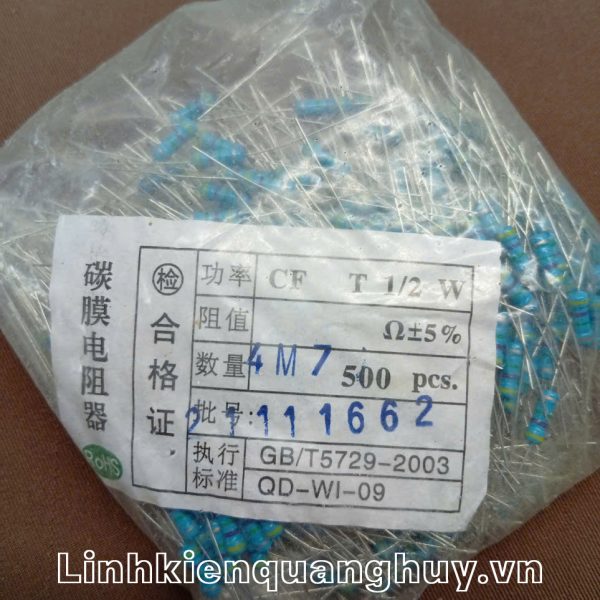 碳膜电阻器
RoHS
检
合格证
功率 CF T 1/2 W
阻值 Ω±5%
数量 4M7 500 pcs.
批号: 21111662
执行标准 GB/T5729-2003
QD-WI-09
Linhkienquanghuy.vn